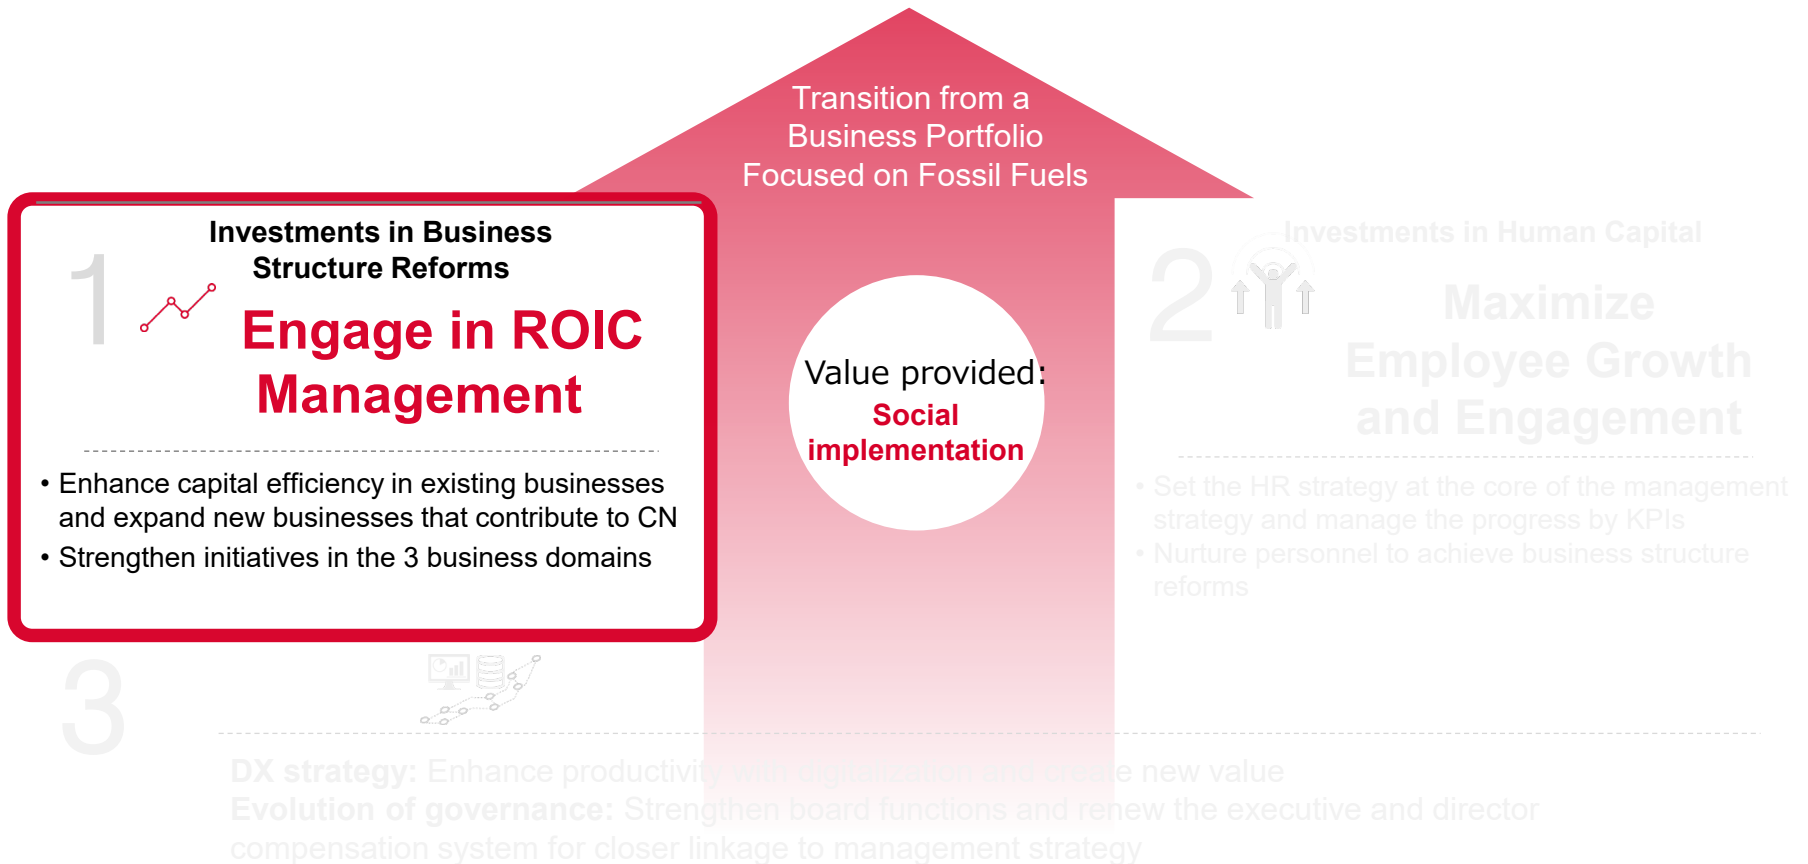 Transition from a
Business Portfolio
Focused on Fossil Fuels
1
Investments in Business
Structure Reforms
Engage in ROIC
Management
• Enhance capital efficiency in existing businesses
and expand new businesses that contribute to CN
• Strengthen initiatives in the 3 business domains
Value provided:
Social
implementation
2
Investments in Human Capital
Maximize
Employee Growth
and Engagement
• Set the HR strategy at the core of the management
strategy and manage the progress by KPIs
• Nurture personnel to achieve business structure
reforms
3
DX strategy: Enhance productivity with digitalization and create new value
Evolution of governance: Strengthen board functions and renew the executive and director
compensation system for closer linkage to management strategy